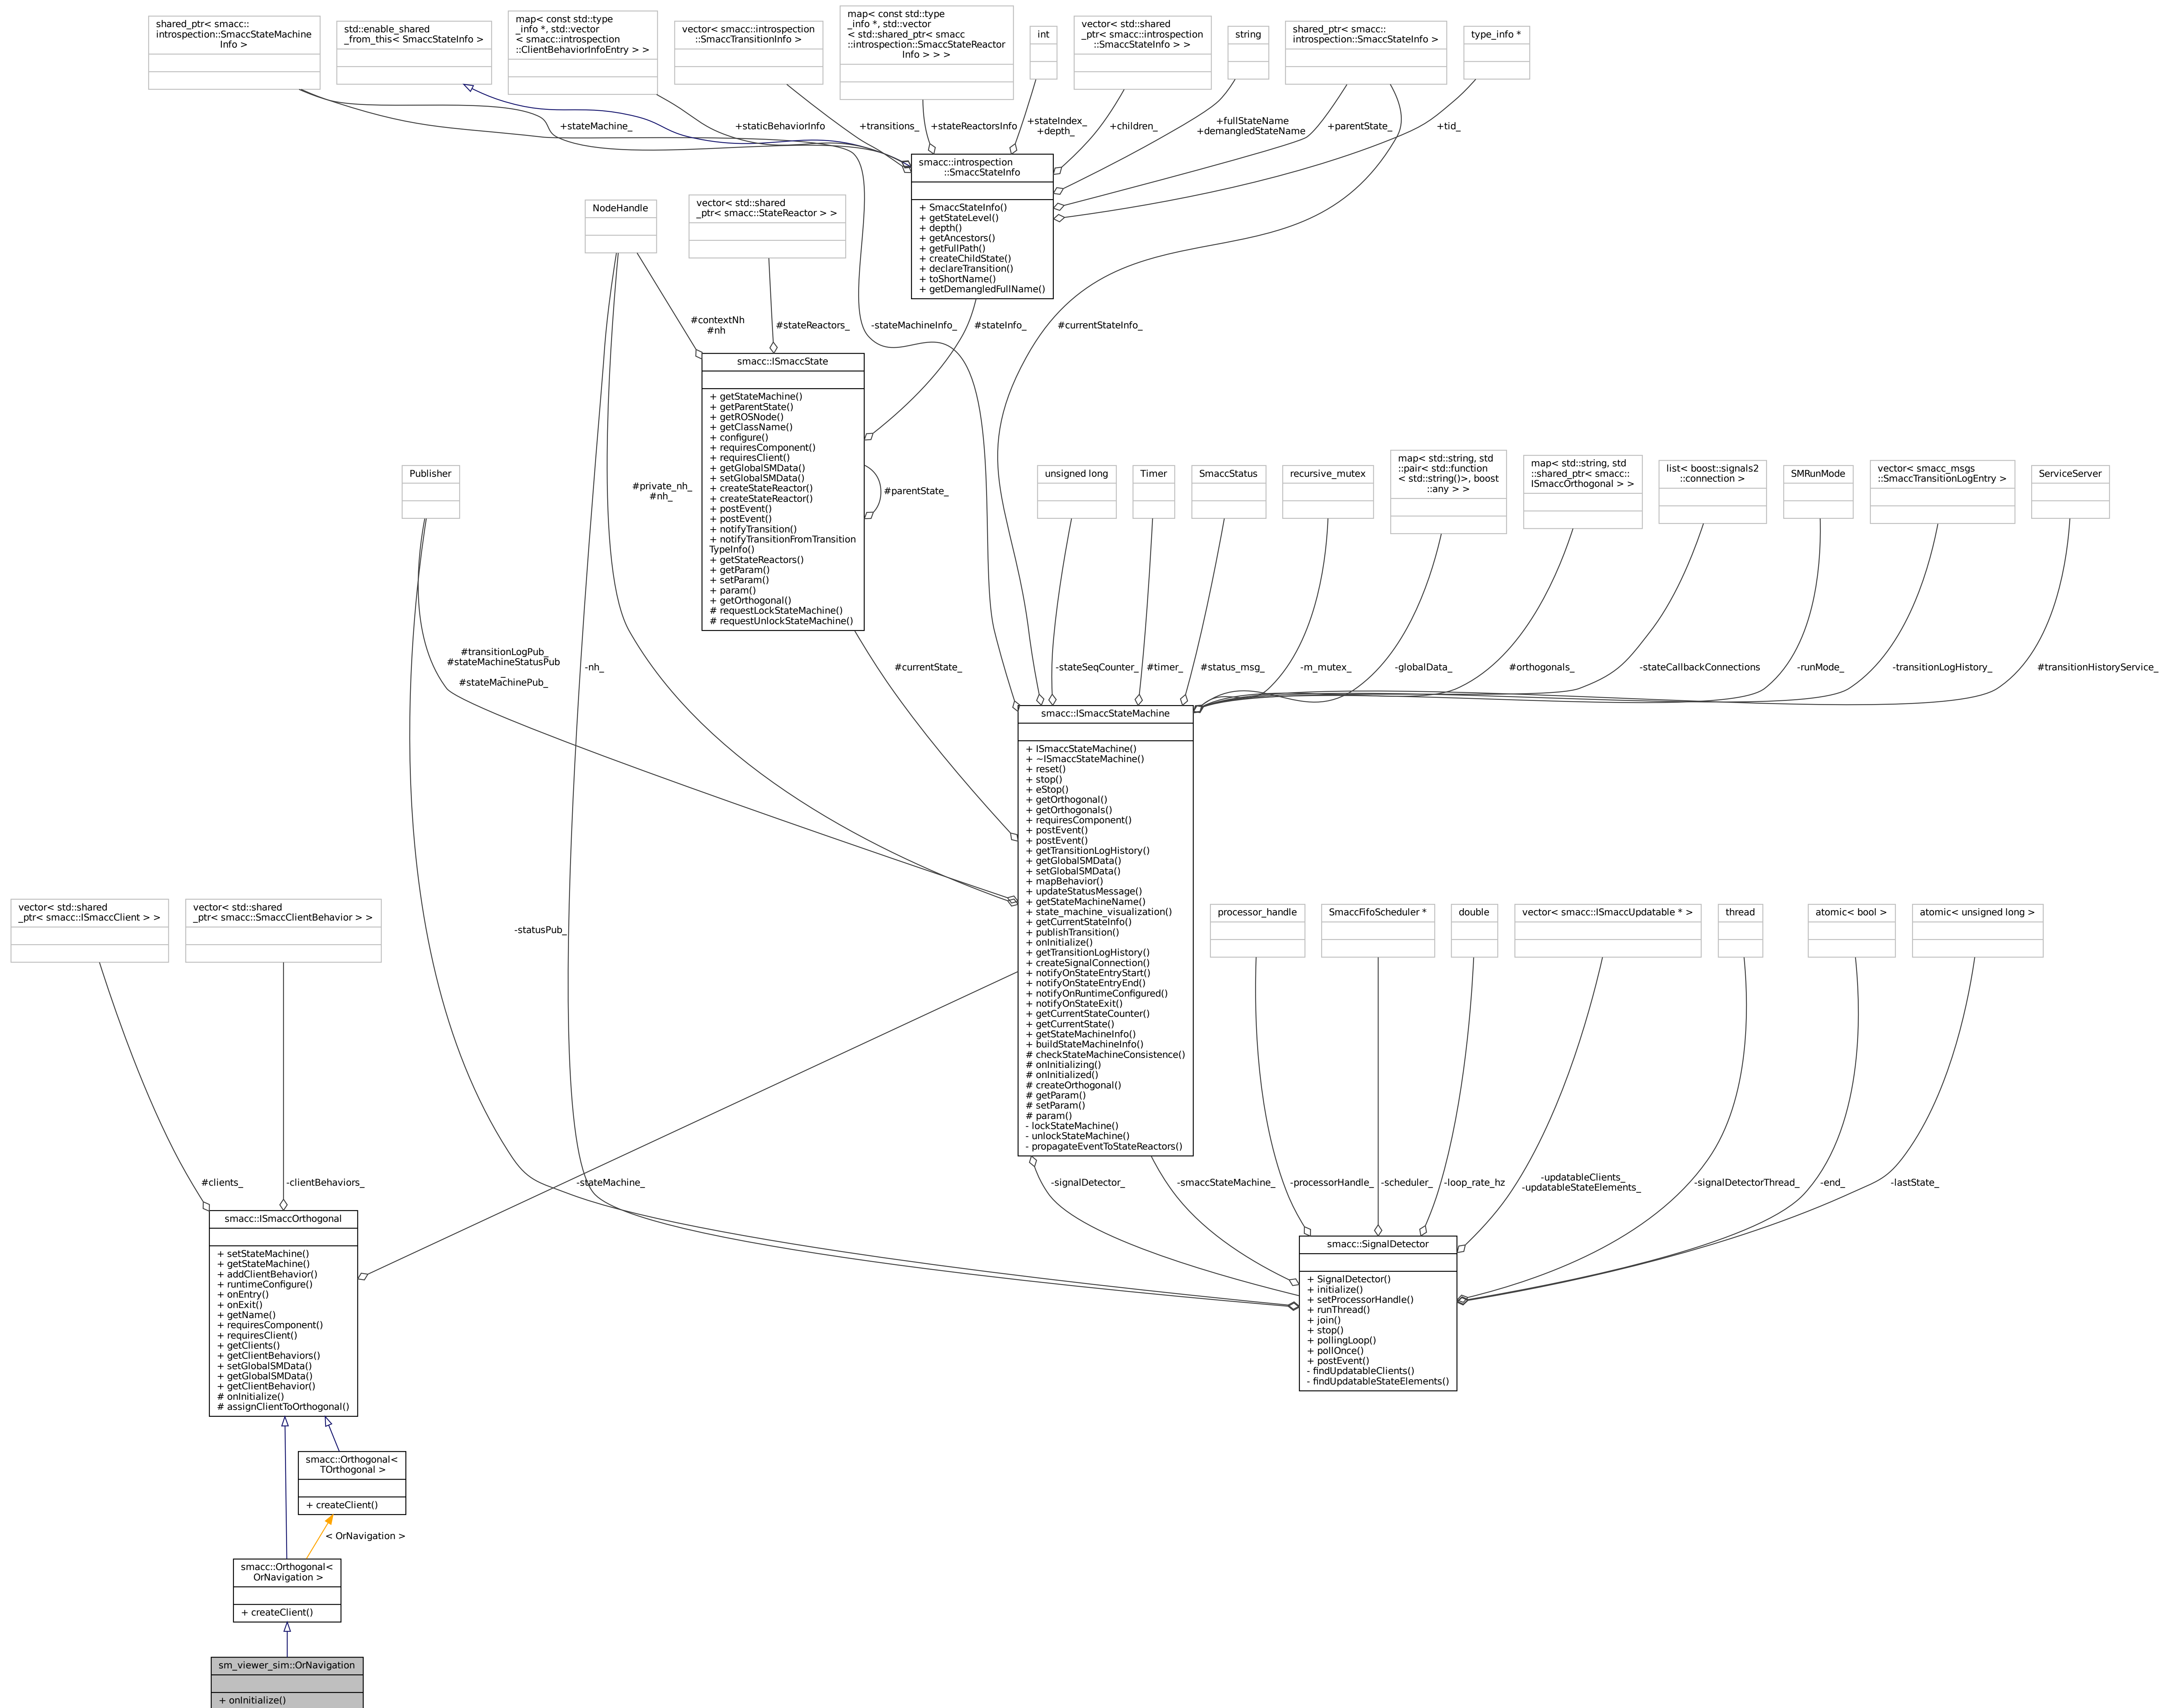 shared_ptr< smacc::
introspection::SmaccStateMachine
Info >
std::enable_shared
_from_this< SmaccStateInfo >
map< const std::type
_info *, std::vector
< smacc::introspection
::ClientBehaviorInfoEntry > >
vector< smacc::introspection
::SmaccTransitionInfo >
map< const std::type
_info *, std::vector
< std::shared_ptr< smacc
::introspection::SmaccStateReactor
Info > > >
int
vector< std::shared
_ptr< smacc::introspection
::SmaccStateInfo > >
string
shared_ptr< smacc::
introspection::SmaccStateInfo >
type_info *
+stateMachine_
+staticBehaviorInfo
+transitions_
+stateReactorsInfo
+stateIndex_
+depth_
+children_
+fullStateName
+demangledStateName
+parentState_
+tid_
smacc::introspection
::SmaccStateInfo
+ SmaccStateInfo()
+ getStateLevel()
+ depth()
+ getAncestors()
+ getFullPath()
+ createChildState()
+ declareTransition()
+ toShortName()
+ getDemangledFullName()
NodeHandle
vector< std::shared
_ptr< smacc::StateReactor > >
#contextNh
#nh
#stateReactors_
-stateMachineInfo_
#stateInfo_
#currentStateInfo_
smacc::ISmaccState
+ getStateMachine()
+ getParentState()
+ getROSNode()
+ getClassName()
+ configure()
+ requiresComponent()
+ requiresClient()
+ getGlobalSMData()
+ setGlobalSMData()
+ createStateReactor()
+ createStateReactor()
+ postEvent()
+ postEvent()
+ notifyTransition()
+ notifyTransitionFromTransition
TypeInfo()
+ getStateReactors()
+ getParam()
+ setParam()
+ param()
+ getOrthogonal()
# requestLockStateMachine()
# requestUnlockStateMachine()
#parentState_
Publisher
#private_nh_
#nh_
unsigned long
Timer
SmaccStatus
recursive_mutex
map< std::string, std
::pair< std::function
< std::string()>, boost
::any > >
map< std::string, std
::shared_ptr< smacc::
ISmaccOrthogonal > >
list< boost::signals2
::connection >
SMRunMode
vector< smacc_msgs
::SmaccTransitionLogEntry >
ServiceServer
#transitionLogPub_
#stateMachineStatusPub
_
#stateMachinePub_
-nh_
#currentState_
-stateSeqCounter_
#timer_
#status_msg_
-m_mutex_
-globalData_
#orthogonals_
-stateCallbackConnections
-runMode_
-transitionLogHistory_
#transitionHistoryService_
smacc::ISmaccStateMachine
+ ISmaccStateMachine()
+ ~ISmaccStateMachine()
+ reset()
+ stop()
+ eStop()
+ getOrthogonal()
+ getOrthogonals()
+ requiresComponent()
+ postEvent()
+ postEvent()
+ getTransitionLogHistory()
+ getGlobalSMData()
+ setGlobalSMData()
+ mapBehavior()
+ updateStatusMessage()
+ getStateMachineName()
+ state_machine_visualization()
+ getCurrentStateInfo()
+ publishTransition()
+ onInitialize()
+ getTransitionLogHistory()
+ createSignalConnection()
+ notifyOnStateEntryStart()
+ notifyOnStateEntryEnd()
+ notifyOnRuntimeConfigured()
+ notifyOnStateExit()
+ getCurrentStateCounter()
+ getCurrentState()
+ getStateMachineInfo()
+ buildStateMachineInfo()
# checkStateMachineConsistence()
# onInitializing()
# onInitialized()
# createOrthogonal()
# getParam()
# setParam()
# param()
- lockStateMachine()
- unlockStateMachine()
- propagateEventToStateReactors()
vector< std::shared
_ptr< smacc::ISmaccClient > >
vector< std::shared
_ptr< smacc::SmaccClientBehavior > >
-statusPub_
processor_handle
SmaccFifoScheduler *
double
vector< smacc::ISmaccUpdatable * >
thread
atomic< bool >
atomic< unsigned long >
#clients_
-clientBehaviors_
-stateMachine_
-signalDetector_
-smaccStateMachine_
-processorHandle_
-scheduler_
-loop_rate_hz
-updatableClients_
-updatableStateElements_
-signalDetectorThread_
-end_
-lastState_
smacc::ISmaccOrthogonal
+ setStateMachine()
+ getStateMachine()
+ addClientBehavior()
+ runtimeConfigure()
+ onEntry()
+ onExit()
+ getName()
+ requiresComponent()
+ requiresClient()
+ getClients()
+ getClientBehaviors()
+ setGlobalSMData()
+ getGlobalSMData()
+ getClientBehavior()
# onInitialize()
# assignClientToOrthogonal()
smacc::SignalDetector
+ SignalDetector()
+ initialize()
+ setProcessorHandle()
+ runThread()
+ join()
+ stop()
+ pollingLoop()
+ pollOnce()
+ postEvent()
- findUpdatableClients()
- findUpdatableStateElements()
smacc::Orthogonal<
TOrthogonal >
+ createClient()
< OrNavigation >
smacc::Orthogonal<
OrNavigation >
+ createClient()
sm_viewer_sim::OrNavigation
+ onInitialize()